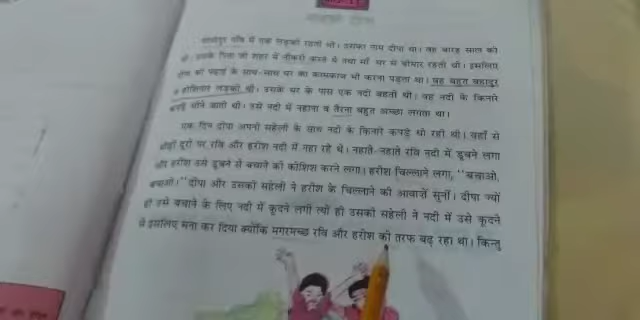 गाँव में एक लड़की रहती थी। उसका नाम दीपा था। वह बारह साल की
थी। उसके पिता जी शहर में नौकरी करते थे तथा माँ घर में बीमार रहती थी। इसलिए
दीपा को पढ़ाई के साथ-साथ घर का कामकाज भी करना पड़ता था। वह बहुत बहादुर
व होशियार लड़की थी। उसके घर के पास एक नदी बहती थी। वह नदी के किनारे
कपड़े धोने जाती थी। उसे नदी में नहाना व तैरना बहुत अच्छा लगता था।
एक दिन दीपा अपनी सहेली के साथ नदी के किनारे कपड़े धो रही थी। वहाँ से
थोड़ी दूरी पर रवि और हरीश नदी में नहा रहे थे। नहाते-नहाते रवि नदी में डूबने लगा
और हरीश उसे डूबने से बचाने की कोशिश करने लगा। हरीश चिल्लाने लगा, "बचाओ,
बचाओ।" दीपा और उसकी सहेली ने हरीश के चिल्लाने की आवाज़ें सुनीं। दीपा ज्यों
ही उसे बचाने के लिए नदी में कूदने लगी त्यों ही उसकी सहेली ने नदी में उसे कूदने
से इसलिए मना कर दिया क्योंकि मगरमच्छ रवि और हरीश की तरफ बढ़ रहा था। किन्तु